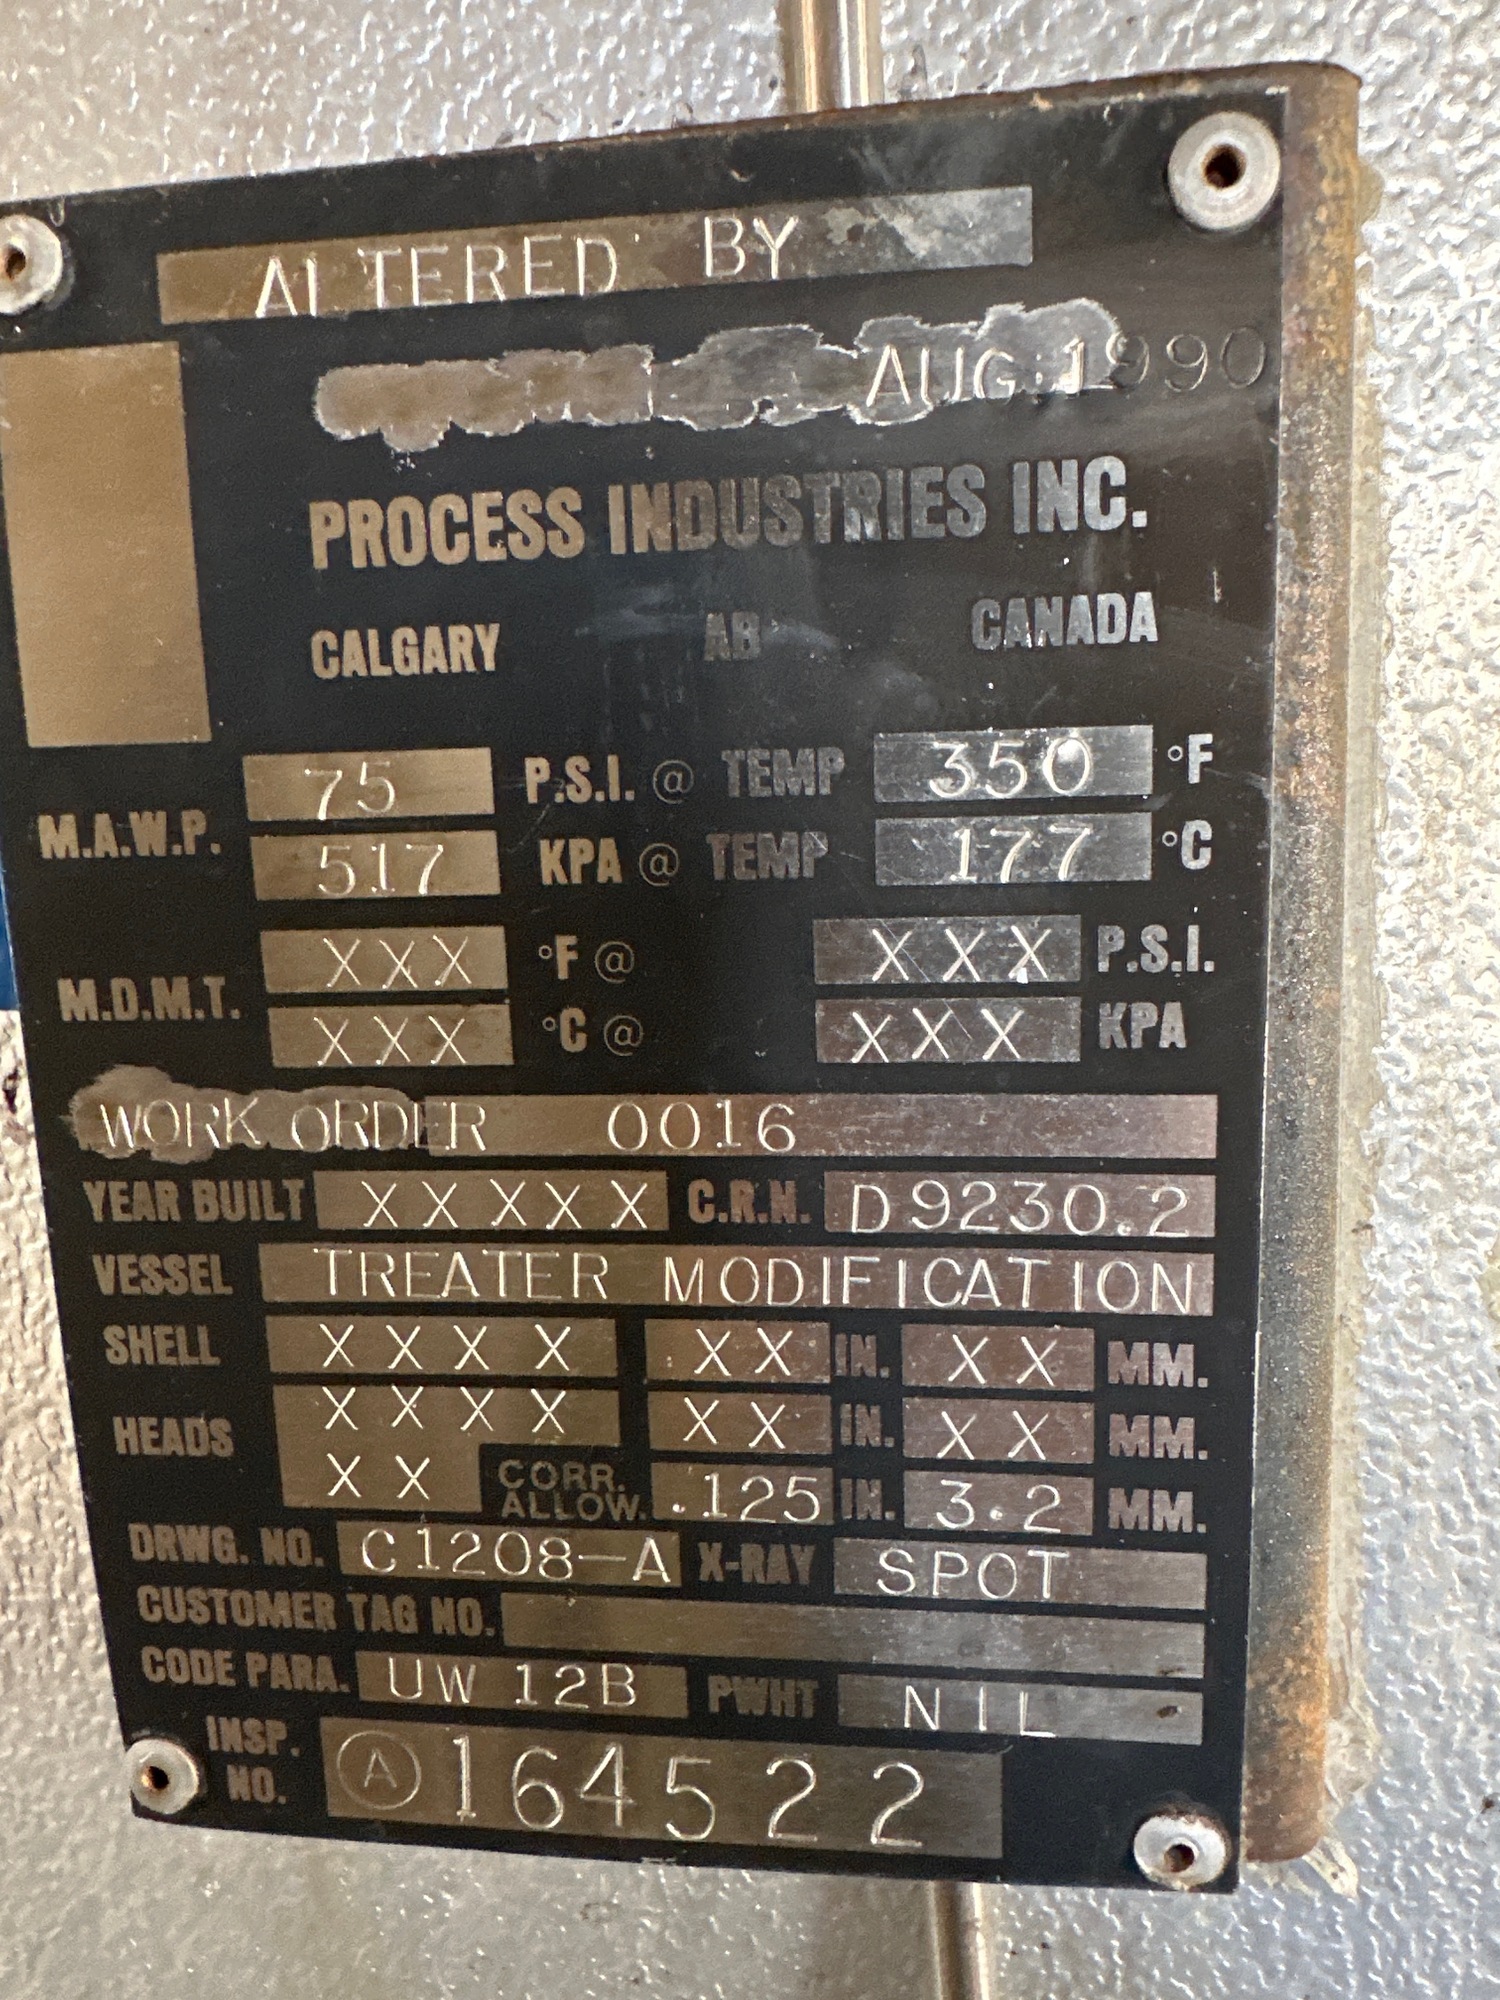 ALTERED BY
AUG.1990
PROCESS INDUSTRIES INC.
CALGARY AB CANADA
M.A.W.P. 75 P.S.I. @ TEMP 350 °F
517 KPA @ TEMP 177 °C
M.D.M.T. XXX °F @ XXX P.S.I.
XXX °C @ XXX KPA
WORK ORDER 0016
YEAR BUILT XXXXX C.R.N. D9230.2
VESSEL TREATER MODIFICATION
SHELL XXXX XX IN. XX MM.
HEADS XXXX XX IN. XX MM.
XX CORR. ALLOW. .125 IN. 3.2 MM.
DRWG. NO. C1208-A X-RAY SPOT
CUSTOMER TAG NO.
CODE PARA. UW 12B PWHT NIL
INSP. NO. A 164522